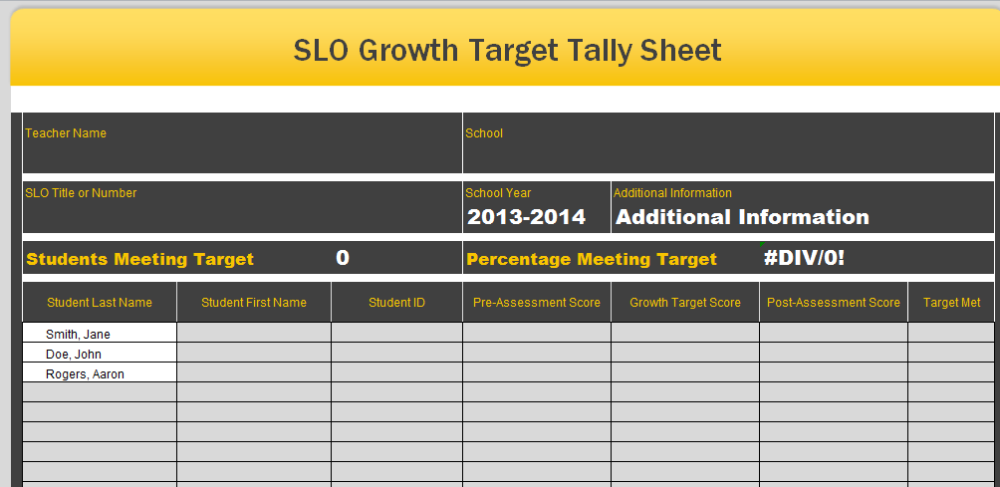 SLO Growth Target Tally Sheet
Teacher Name School
SLO Title or Number School Year Additional Information
2013-2014 Additional Information
Students Meeting Target 0 Percentage Meeting Target #DIV/0!
Student Last Name Student First Name Student ID Pre-Assessment Score Growth Target Score Post-Assessment Score Target Met
Smith, Jane
Doe, John
Rogers, Aaron